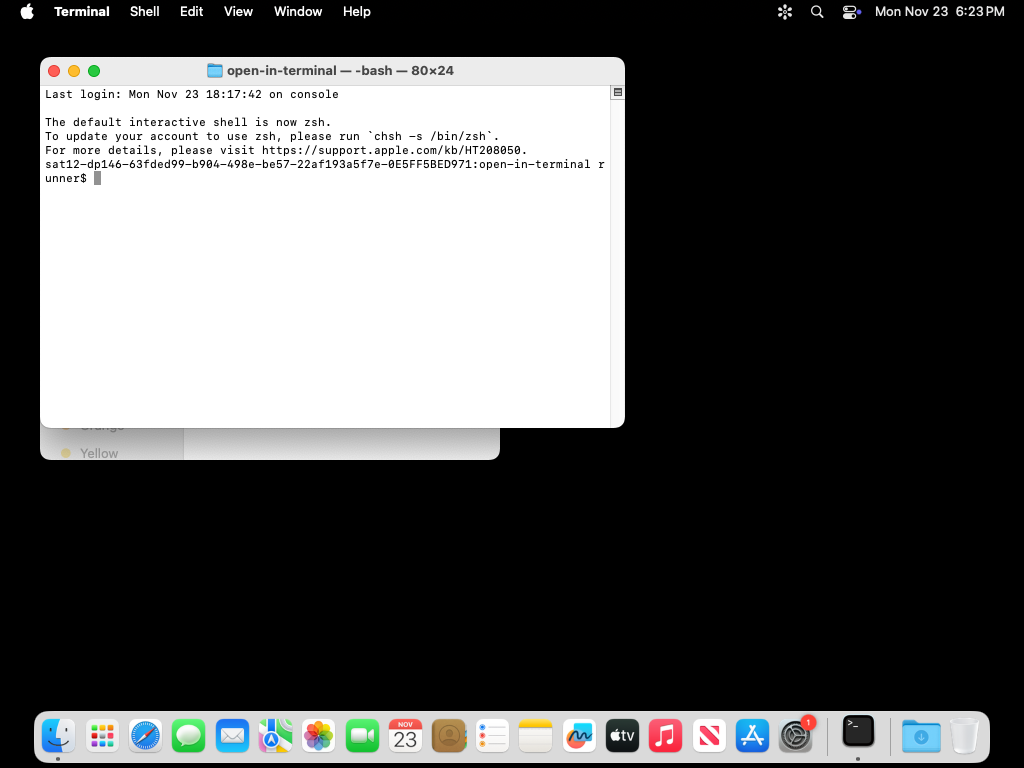 Terminal Shell Edit View Window Help Mon Nov 23 6:23 PM
open-in-terminal — -bash — 80×24
Last login: Mon Nov 23 18:17:42 on console
The default interactive shell is now zsh.
To update your account to use zsh, please run `chsh -s /bin/zsh`.
For more details, please visit https://support.apple.com/kb/HT208050.
sat12-dp146-63fded99-b904-498e-be57-22af193a5f7e-0E5FF5BED971:open-in-terminal r
unner$
Orange
Yellow
NOV
23
tv
1
>_